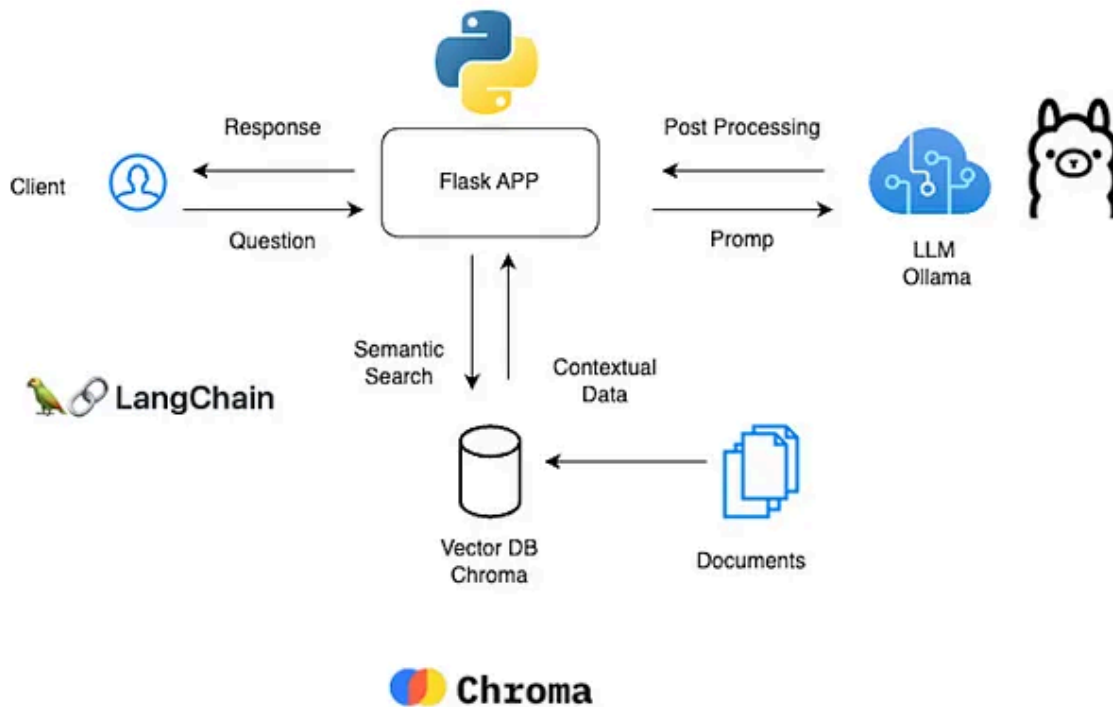 Response
Post Processing
Client
Flask APP
Question
Promp
LLM
Ollama
Semantic
Search
Contextual
Data
LangChain
Vector DB
Chroma
Documents
Chroma